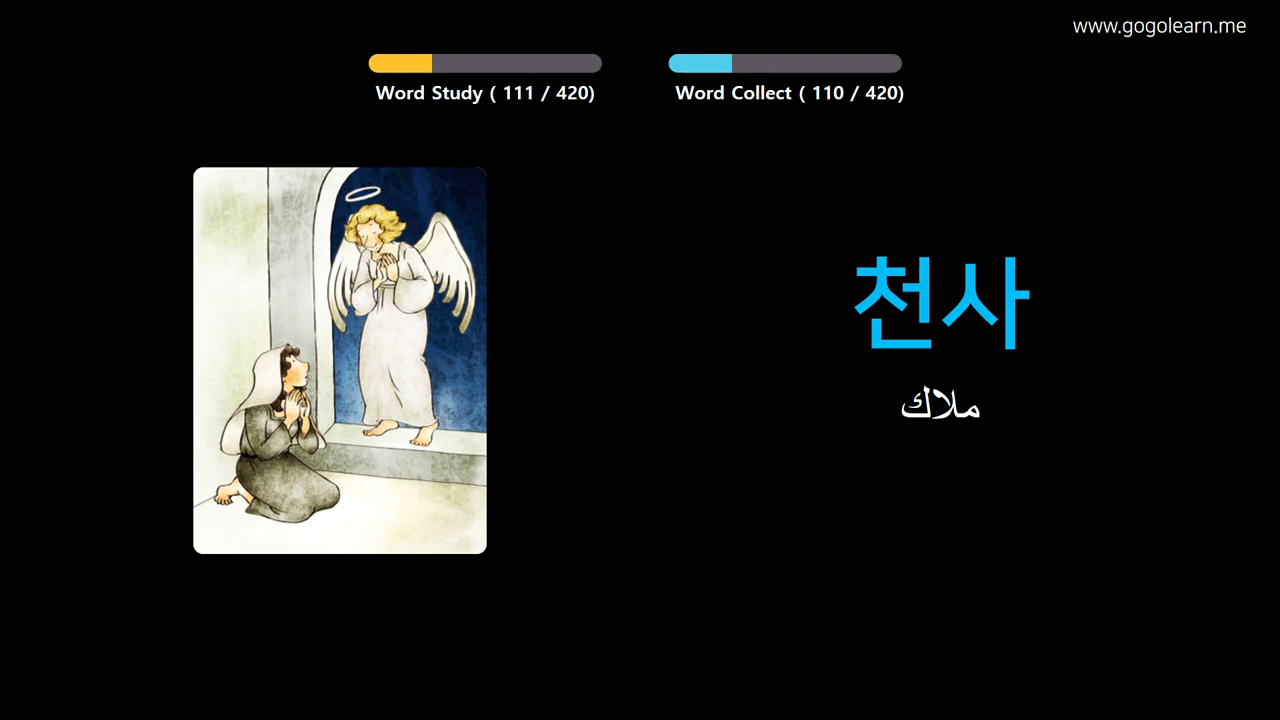 www.gogolearn.me
Word Study ( 111 / 420)
Word Collect ( 110 / 420)
천사
ملاك